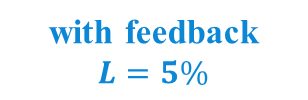 with feedback
L = 5%